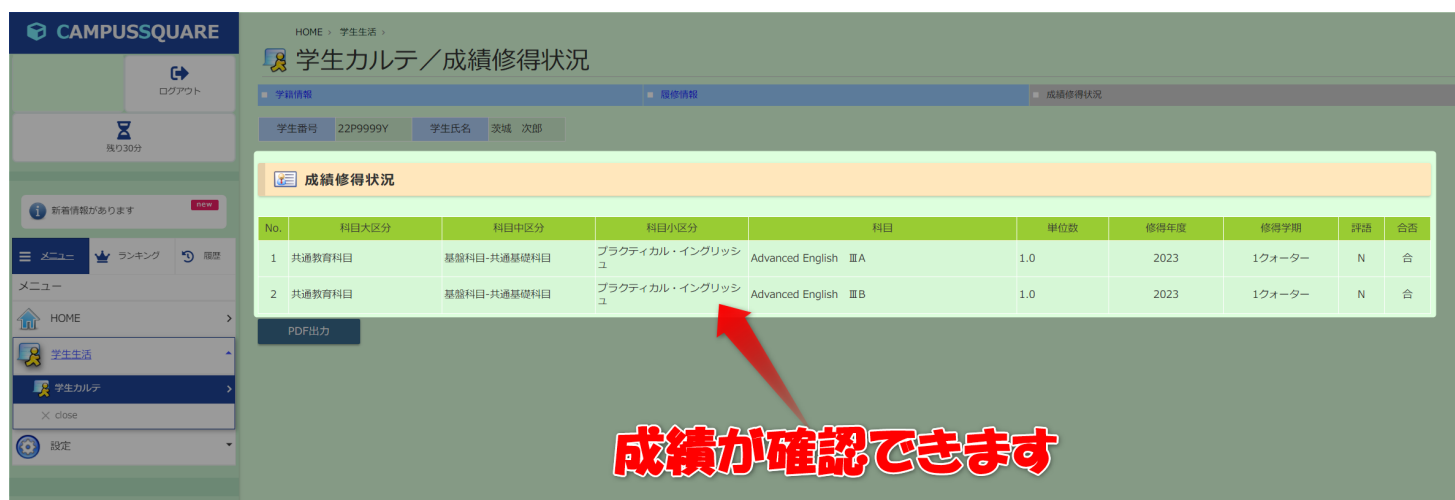 CAMPUSSQUARE
ログアウト
残り30分
新着情報があります new
メニュー ランキング 履歴
メニュー
HOME
学生生活
学生カルテ
close
設定
HOME › 学生生活 ›
学生カルテ／成績修得状況
学籍情報 履修情報 成績修得状況
学生番号 22P9999Y 学生氏名 茨城 次郎
成績修得状況
No. 科目大区分 科目中区分 科目小区分 科目 単位数 修得年度 修得学期 評語 合否
1 共通教育科目 基盤科目-共通基礎科目 プラクティカル・イングリッシュ Advanced English ⅢA 1.0 2023 1クォーター N 合
2 共通教育科目 基盤科目-共通基礎科目 プラクティカル・イングリッシュ Advanced English ⅢB 1.0 2023 1クォーター N 合
PDF出力
成績が確認できます